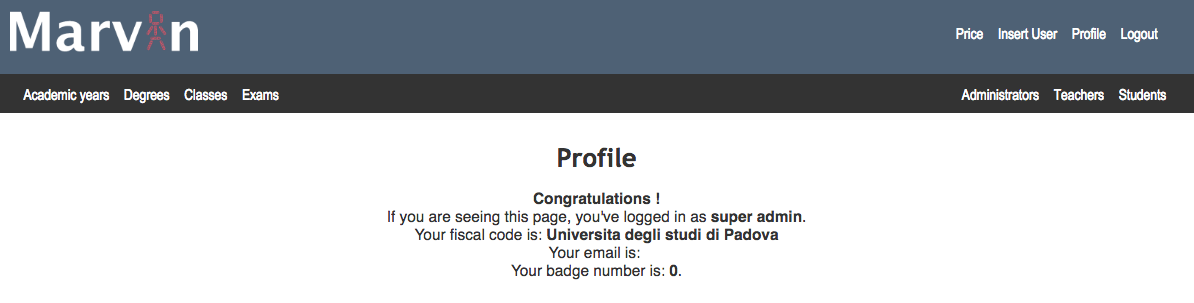 Marvin
Price Insert User Profile Logout
Academic years Degrees Classes Exams Administrators Teachers Students
Profile
Congratulations !
If you are seeing this page, you've logged in as super admin.
Your fiscal code is: Universita degli studi di Padova
Your email is:
Your badge number is: 0.